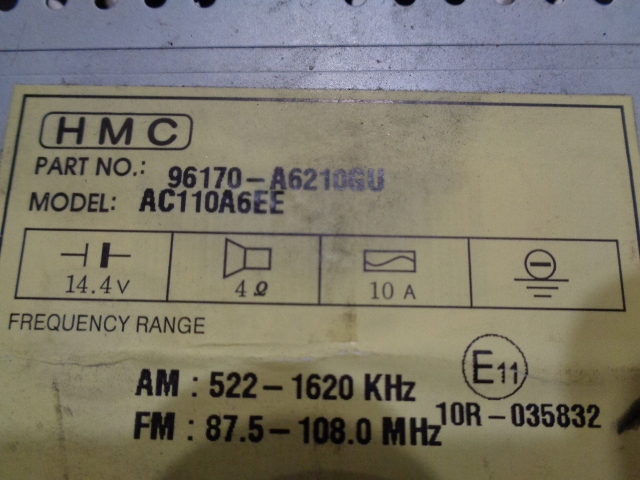 HMC
PART NO.: 96170-A6210GU
MODEL: AC110A6EE
14.4V 4Ω 10 A
FREQUENCY RANGE
AM : 522-1620 KHz
E11
FM : 87.5-108.0 MHz 10R-035832